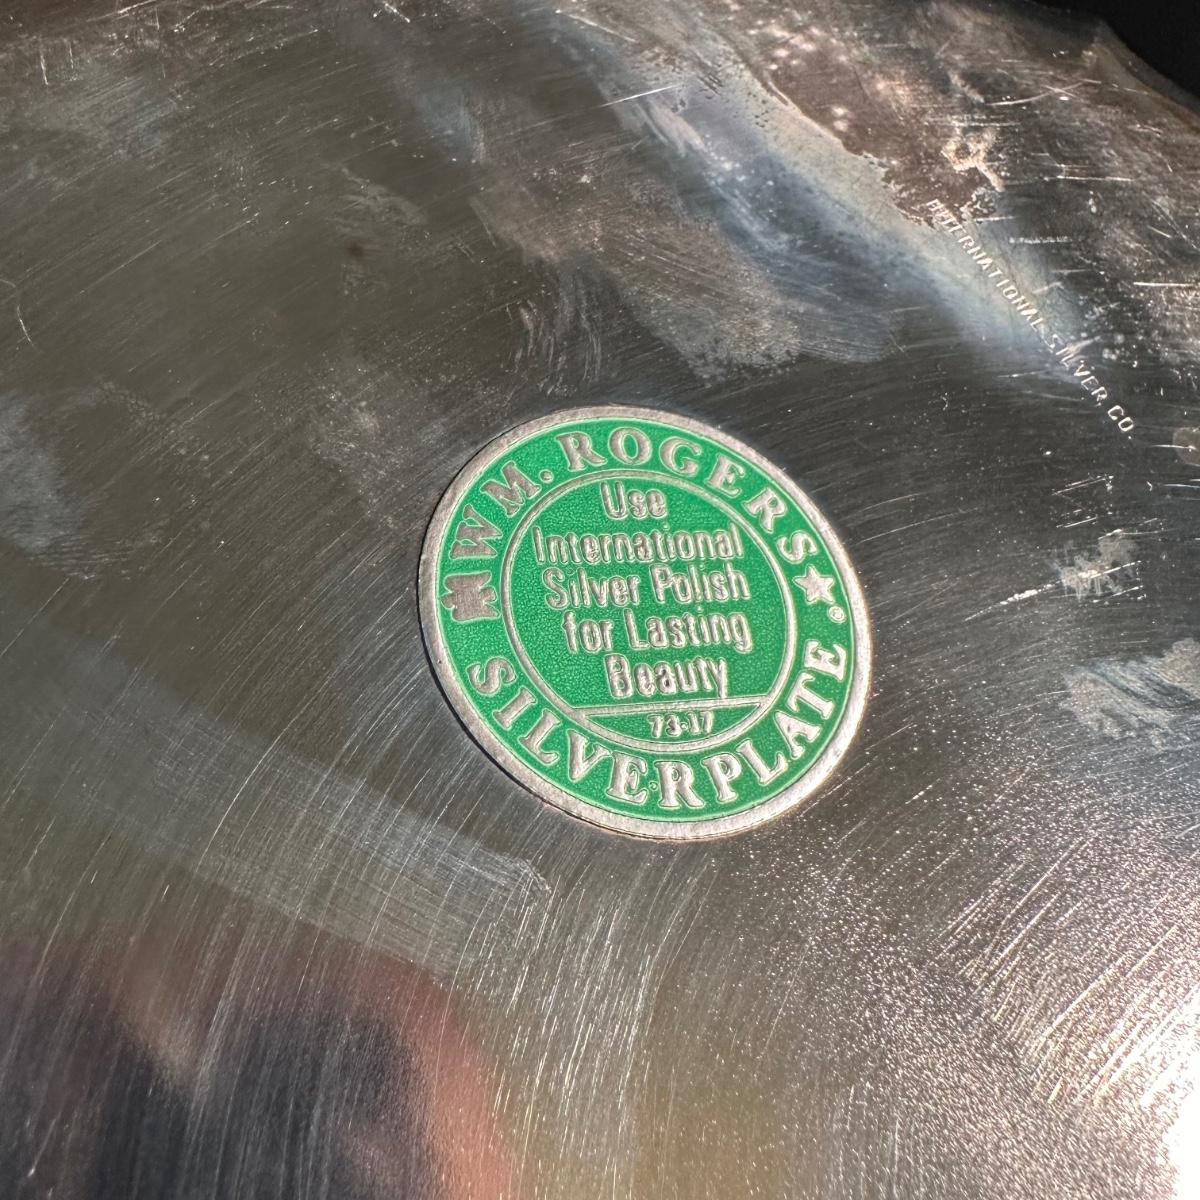 WM. ROGERS ★ ®
Use
International
Silver Polish
for Lasting
Beauty
73-17
SILVERPLATE
INTERNATIONAL SILVER CO.